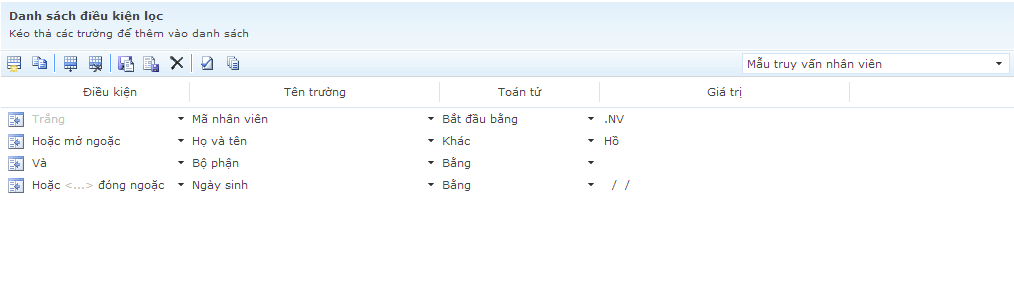 Danh sách điều kiện lọc
Kéo thả các trường để thêm vào danh sách
Mẫu truy vấn nhân viên
Điều kiện Tên trường Toán tử Giá trị
Trắng Mã nhân viên Bắt đầu bằng .NV
Hoặc mở ngoặc Họ và tên Khác Hồ
Và Bộ phận Bằng
Hoặc <...> đóng ngoặc Ngày sinh Bằng / /